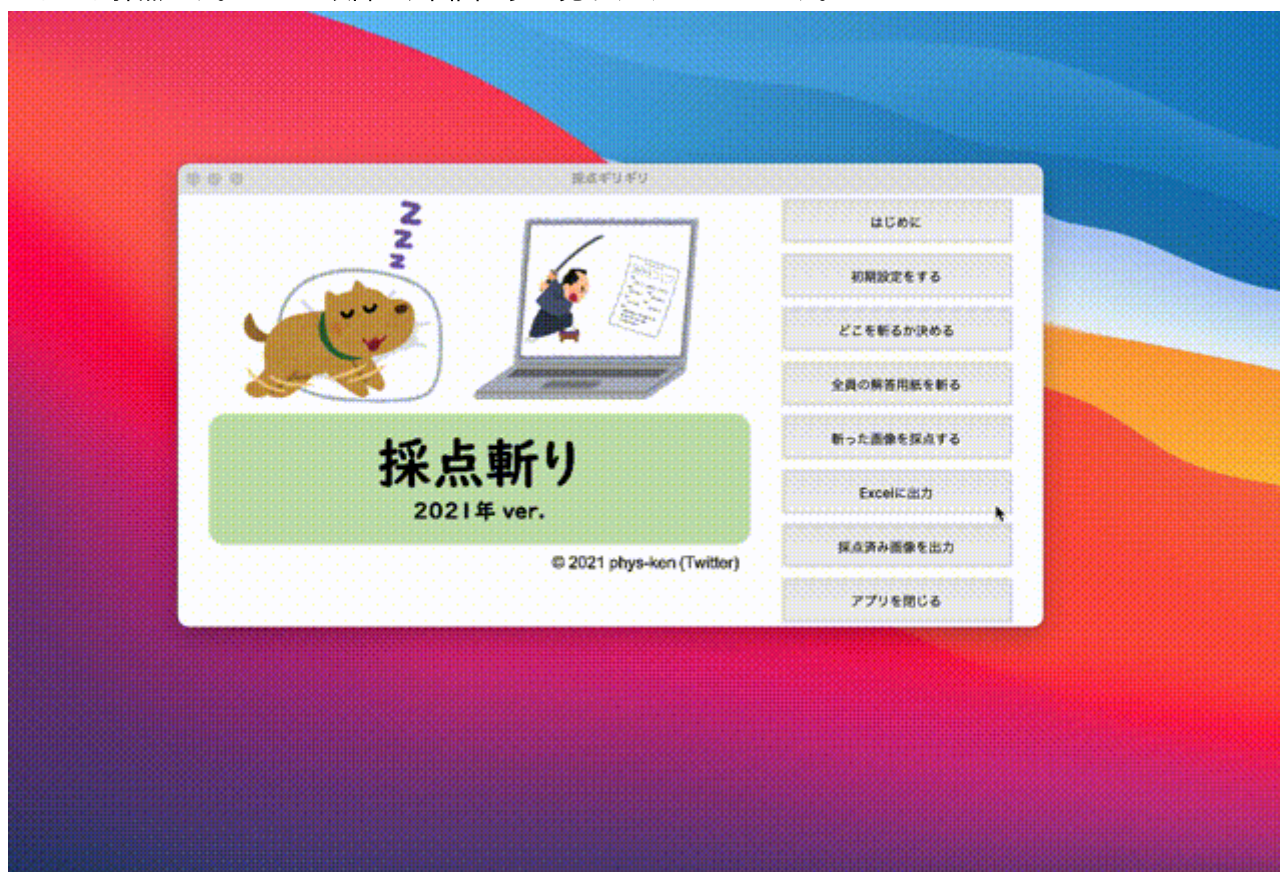 採点ギリギリ
Z
Z
Z
採点斬り
2021年 ver.
© 2021 phys-ken (Twitter)
はじめに
初期設定をする
どこを斬るか決める
全員の解答用紙を斬る
斬った画像を採点する
Excelに出力
採点済み画像を出力
アプリを閉じる